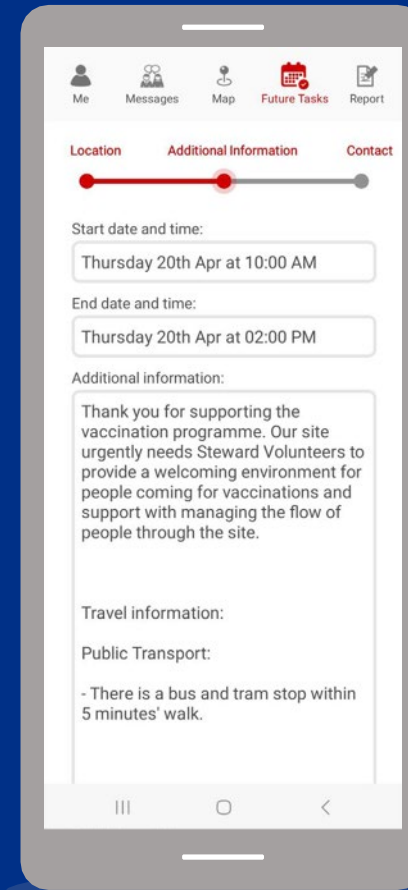 Me Messages Map Future Tasks Report
Location Additional Information Contact
Start date and time:
Thursday 20th Apr at 10:00 AM
End date and time:
Thursday 20th Apr at 02:00 PM
Additional information:
Thank you for supporting the
vaccination programme. Our site
urgently needs Steward Volunteers to
provide a welcoming environment for
people coming for vaccinations and
support with managing the flow of
people through the site.
Travel information:
Public Transport:
- There is a bus and tram stop within
5 minutes' walk.